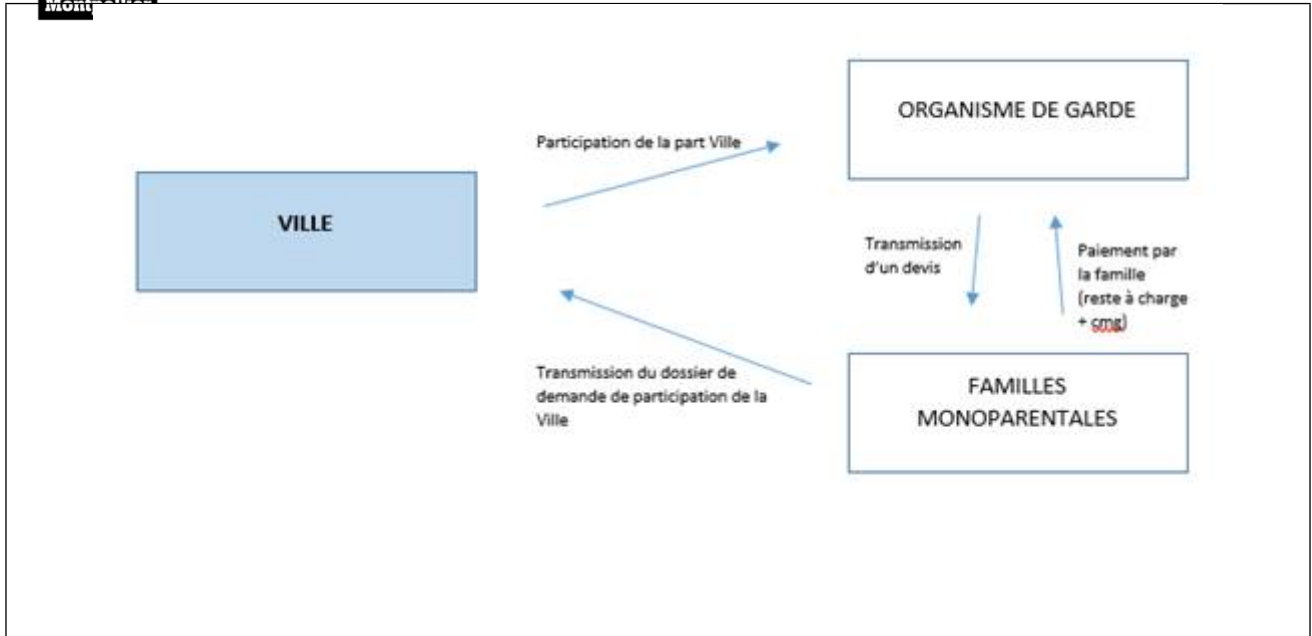 ORGANISME DE GARDE
Participation de la part Ville
VILLE
Transmission
d'un devis
Paiement par
la famille
(reste à charge
+ cmg)
Transmission du dossier de
demande de participation de la
Ville
FAMILLES
MONOPARENTALES